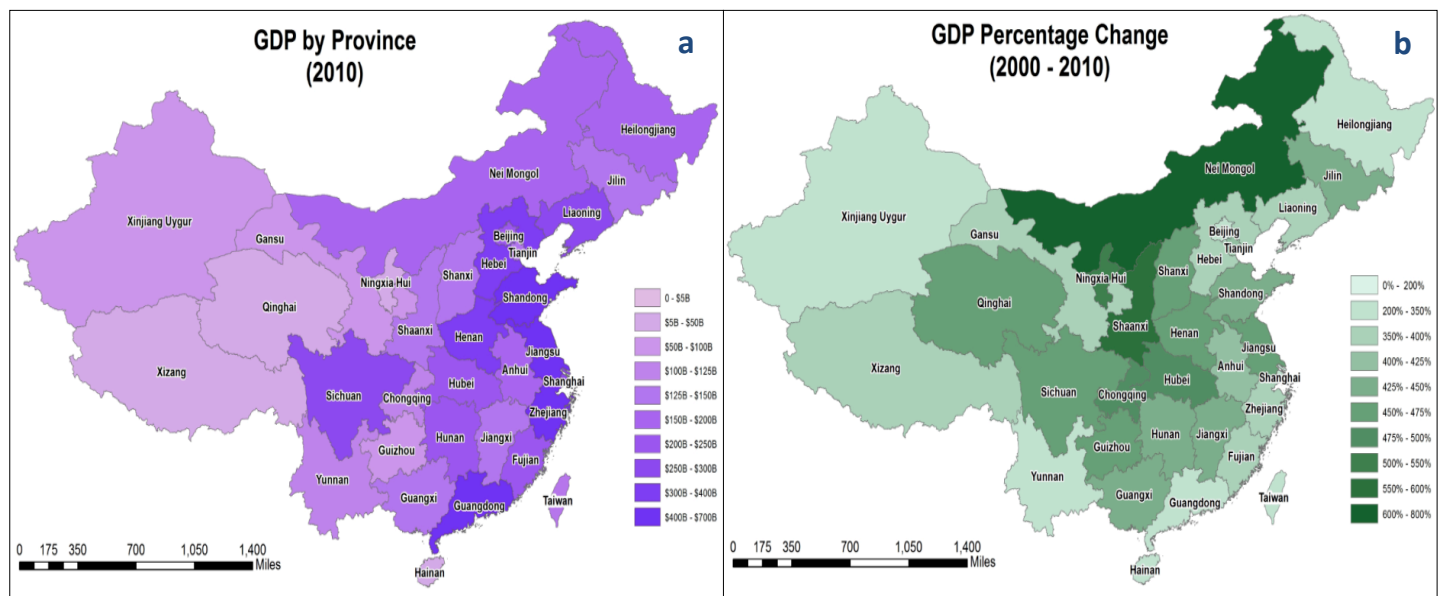 GDP by Province
(2010)
a
Heilongjiang
Nei Mongol
Jilin
Xinjiang Uygur
Liaoning
Gansu
Beijing
Tianjin
Hebei
Ningxia Hui
Shanxi
Shandong
Qinghai
Shaanxi
Henan
Jiangsu
Xizang
Anhui
Shanghai
Sichuan
Chongqing
Hubei
Zhejiang
Hunan
Jiangxi
Guizhou
Fujian
Yunnan
Guangxi
Guangdong
Taiwan
Hainan
0 - $5B
$5B - $50B
$50B - $100B
$100B - $125B
$125B - $150B
$150B - $200B
$200B - $250B
$250B - $300B
$300B - $400B
$400B - $700B
0 175 350 700 1,050 1,400
Miles
GDP Percentage Change
(2000 - 2010)
b
Heilongjiang
Nei Mongol
Jilin
Xinjiang Uygur
Liaoning
Gansu
Beijing
Tianjin
Hebei
Ningxia Hui
Shanxi
Shandong
Qinghai
Shaanxi
Henan
Jiangsu
Xizang
Anhui
Shanghai
Sichuan
Chongqing
Hubei
Zhejiang
Hunan
Jiangxi
Guizhou
Fujian
Yunnan
Guangxi
Guangdong
Taiwan
Hainan
0% - 200%
200% - 350%
350% - 400%
400% - 425%
425% - 450%
450% - 475%
475% - 500%
500% - 550%
550% - 600%
600% - 800%
0 175 350 700 1,050 1,400
Miles